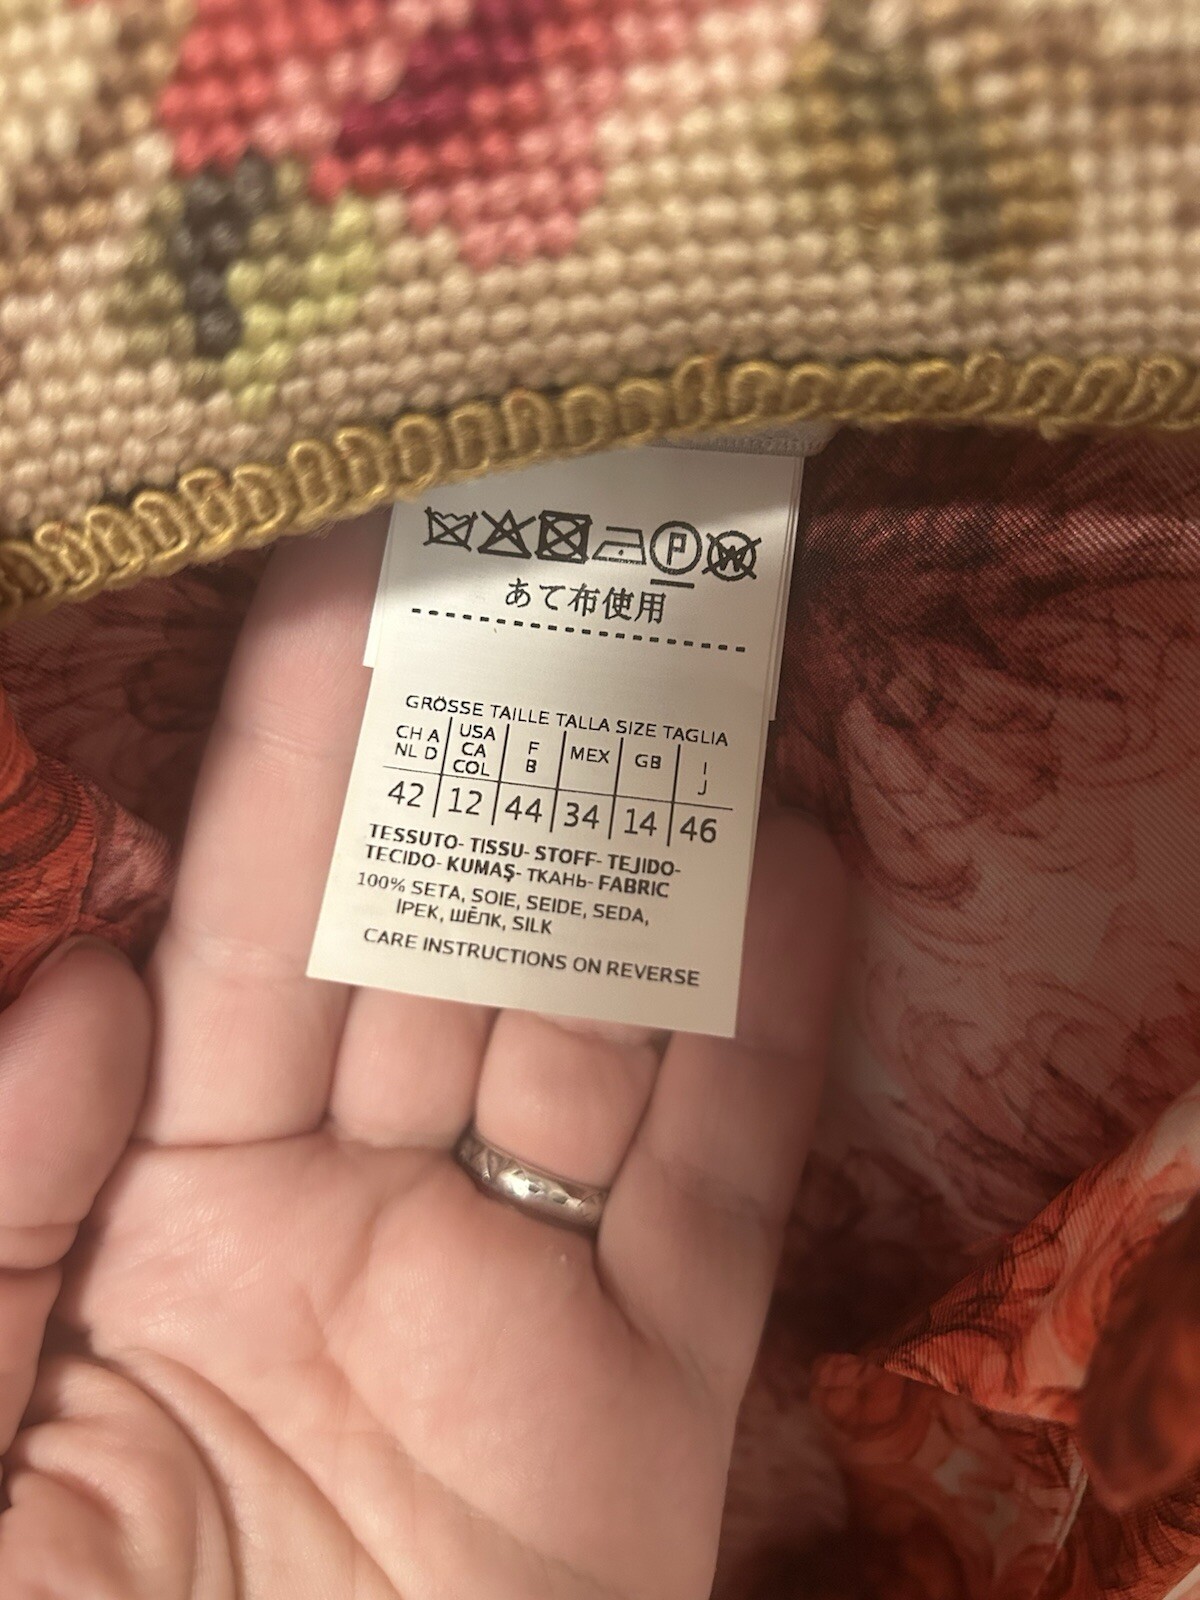 P W
あて布使用
GRÖSSE TAILLE TALLA SIZE TAGLIA
CH A NL D | USA CA COL | F B | MEX | GB | I J
42 | 12 | 44 | 34 | 14 | 46
TESSUTO- TISSU- STOFF- TEJIDO-
TECIDO- KUMAŞ- ТКАНЬ- FABRIC
100% SETA, SOIE, SEIDE, SEDA,
İPEK, ШЁЛК, SILK
CARE INSTRUCTIONS ON REVERSE